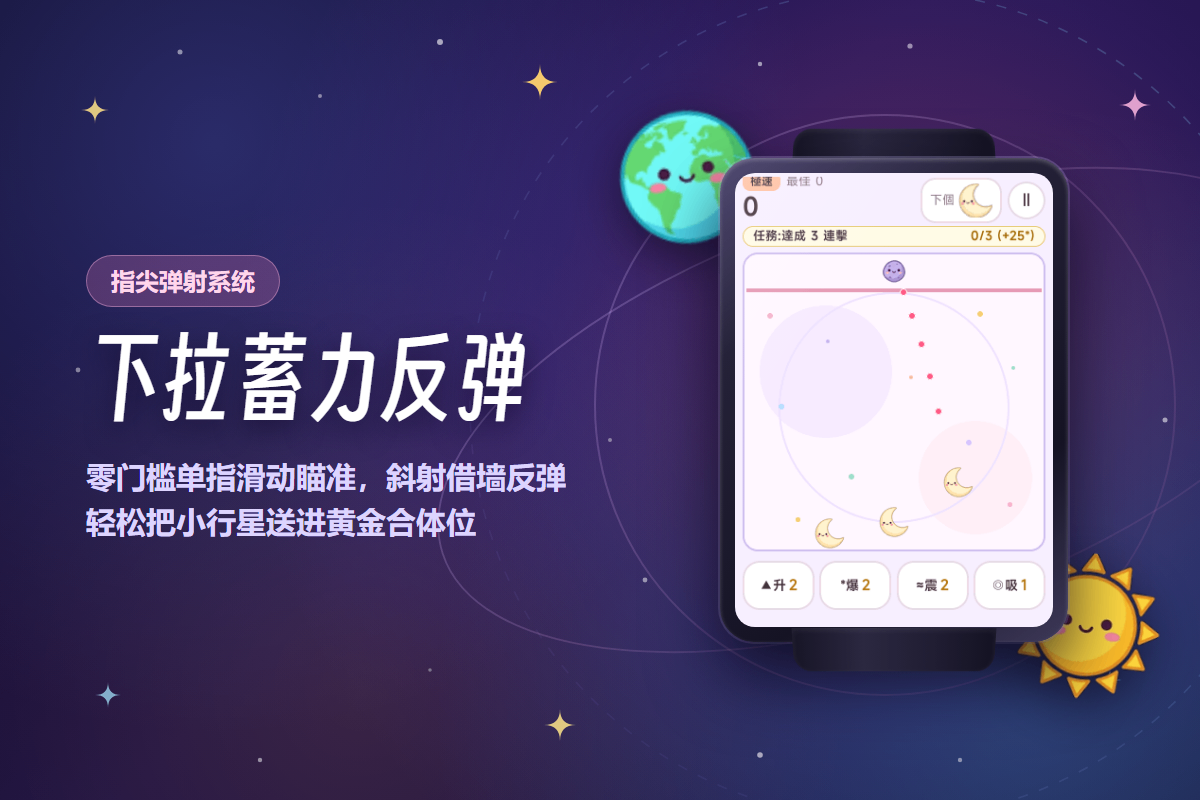 指尖弹射系统
下拉蓄力反弹
零门槛单指滑动瞄准，斜射借墙反弹
轻松把小行星送进黄金合体位
極速 最佳 0
0
下個
任務:達成 3 連擊 0/3 (+25*)
▲升 2
*爆 2
≈震 2
◎吸 1